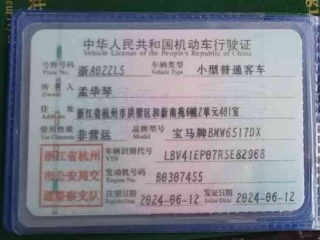 中华人民共和国机动车行驶证
Vehicle License of the People's Republic of China
号牌号码 浙A022L5 车辆类型 小型普通客车
Plate No. Vehicle Type
所有人 孟华琴
Owner
住址 浙江省杭州市拱墅区和新南苑6幢2单元401室
Address
使用性质 非营运 品牌型号 宝马牌BMW6517DX
Use Character Model
浙江省杭州市公安局交通警察支队
车辆识别代号 LBV41EP07RSE82968
VIN
发动机号码 B0307455
Engine No.
注册日期 2024-06-12 发证日期 2024-06-12
Register Date Issue Date